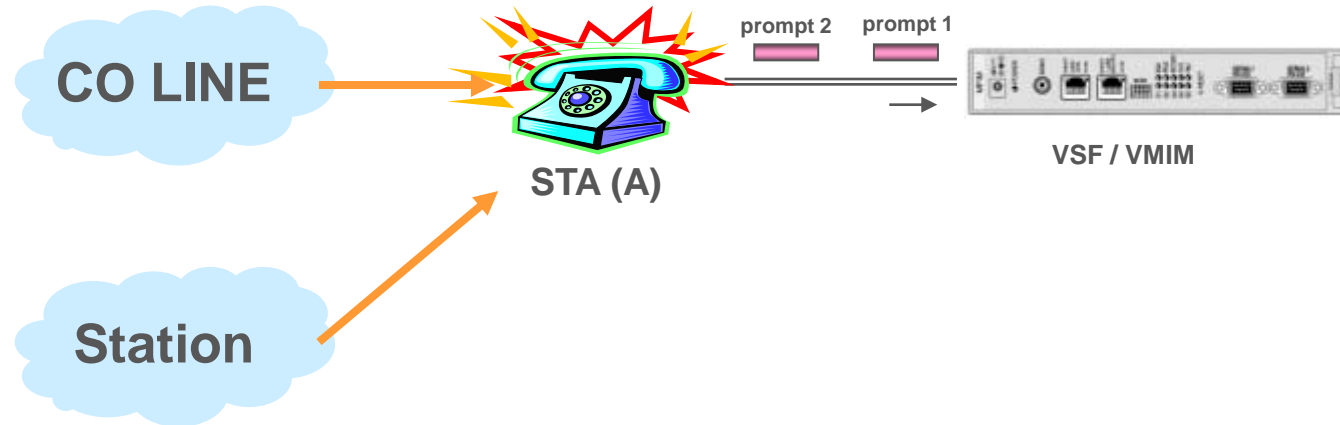 prompt 2
prompt 1
CO LINE
STA (A)
VSF / VMIM
Station